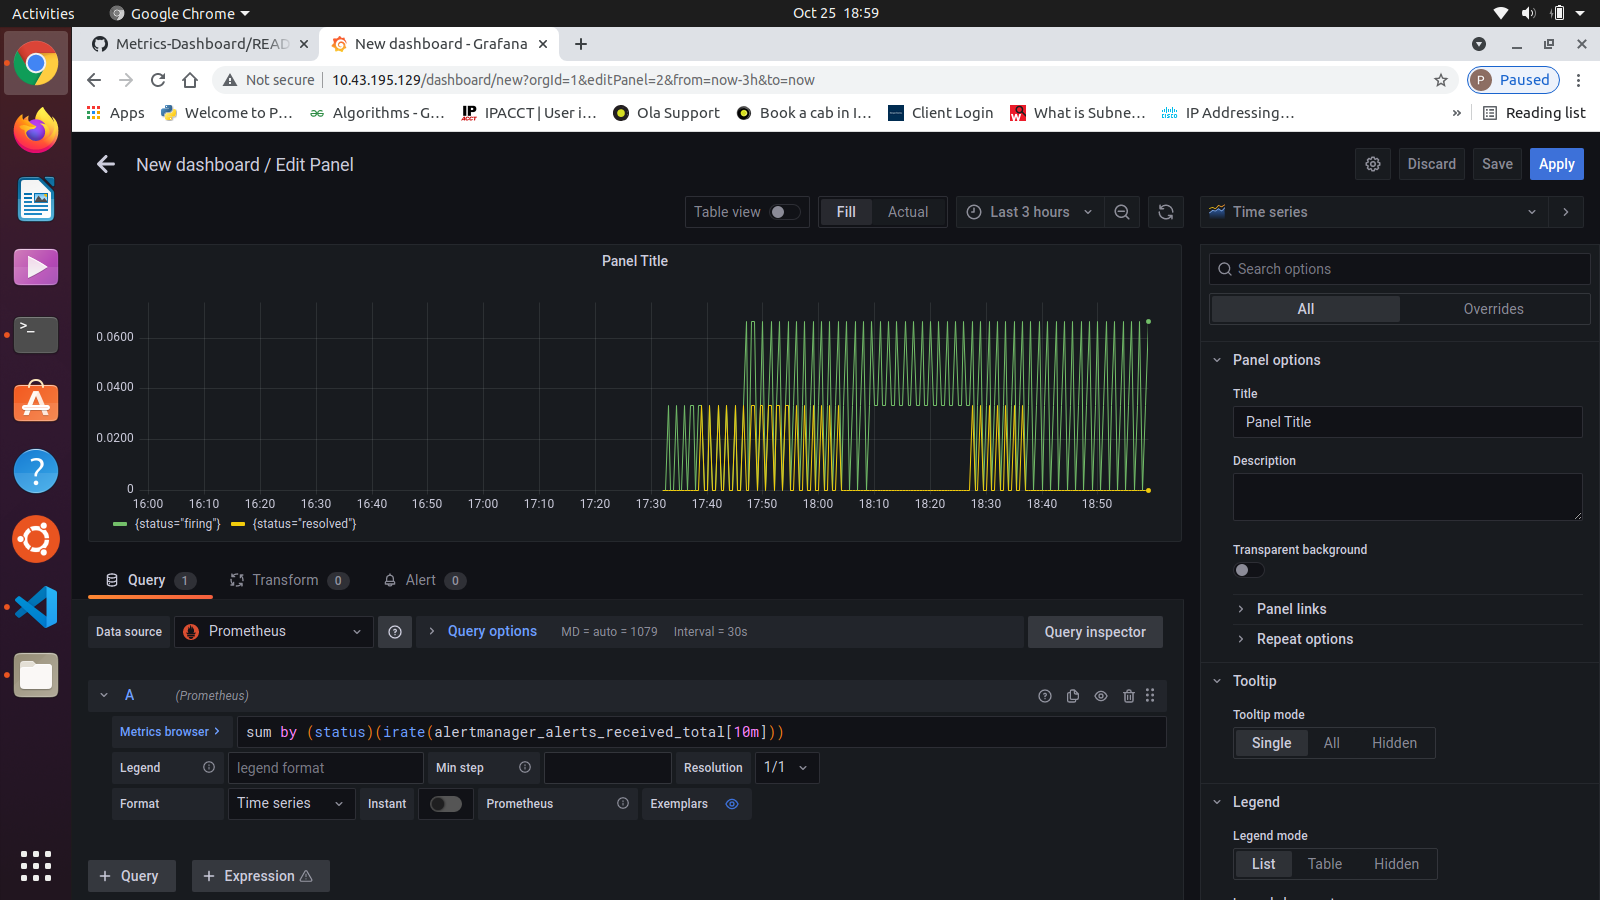 Activities
Google Chrome
Oct 25 18:59
Metrics-Dashboard/READ
New dashboard - Grafana
Not secure
10.43.195.129/dashboard/new?orgId=1&editPanel=2&from=now-3h&to=now
P
Paused
Apps
Welcome to P…
Algorithms - G…
IPACCT | User i…
Ola Support
Book a cab in I…
Client Login
What is Subne…
IP Addressing…
»
Reading list
New dashboard / Edit Panel
Discard
Save
Apply
Table view
Fill
Actual
Last 3 hours
Time series
Panel Title
0.0600
0.0400
0.0200
0
16:00 16:10 16:20 16:30 16:40 16:50 17:00 17:10 17:20 17:30 17:40 17:50 18:00 18:10 18:20 18:30 18:40 18:50
{status="firing"} {status="resolved"}
Search options
All
Overrides
Panel options
Title
Panel Title
Description
Transparent background
Panel links
Repeat options
Tooltip
Tooltip mode
Single
All
Hidden
Legend
Legend mode
List
Table
Hidden
Query 1
Transform 0
Alert 0
Data source
Prometheus
Query options
MD = auto = 1079
Interval = 30s
Query inspector
A
(Prometheus)
Metrics browser >
sum by (status)(irate(alertmanager_alerts_received_total[10m]))
Legend
legend format
Min step
Resolution
1/1
Format
Time series
Instant
Prometheus
Exemplars
+ Query
+ Expression